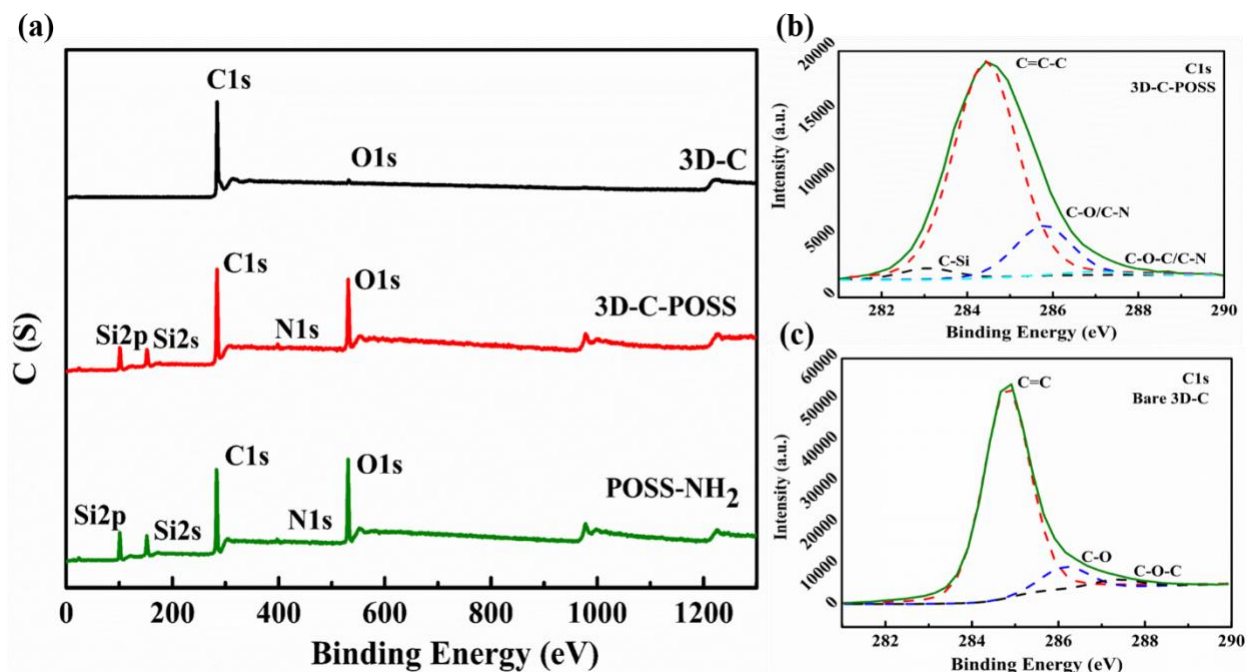 (a)
C1s
O1s
3D-C
C1s
O1s
Si2p
Si2s
N1s
3D-C-POSS
C1s
O1s
Si2p
Si2s
N1s
POSS-NH2
C (S)
0 200 400 600 800 1000 1200
Binding Energy (eV)
(b)
20000
15000
10000
5000
0
Intensity (a.u.)
C=C-C
C1s
3D-C-POSS
C-O/C-N
C-Si
C-O-C/C-N
282 284 286 288 290
Binding Energy (eV)
(c)
60000
50000
40000
30000
20000
10000
0
Intensity (a.u.)
C=C
C1s
Bare 3D-C
C-O
C-O-C
282 284 286 288 290
Binding Energy (eV)